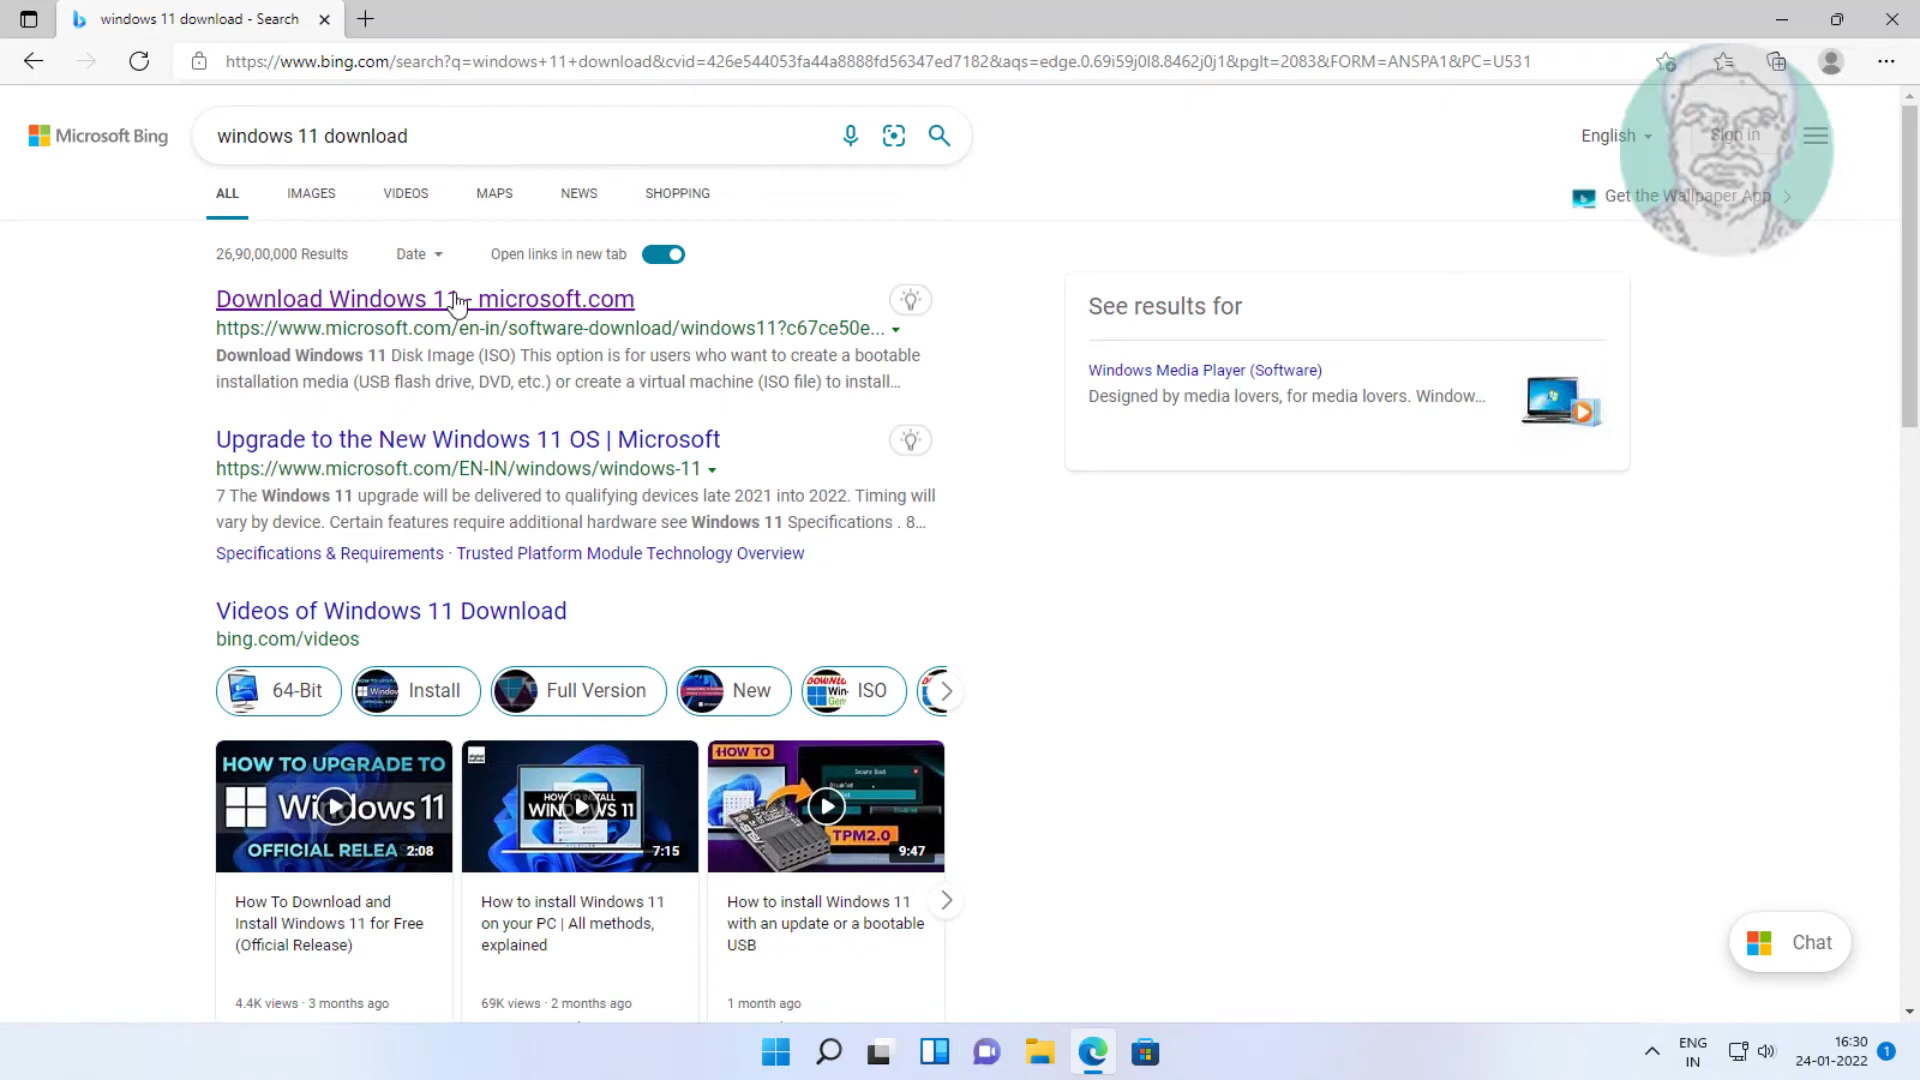 windows 11 download - Search
https://www.bing.com/search?q=windows+11+download&cvid=426e544053fa44a8888fd56347ed7182&aqs=edge.0.69i59j0l8.8462j0j1&pglt=2083&FORM=ANSPA1&PC=U531
Microsoft Bing
windows 11 download
English
Sign in
ALL
IMAGES
VIDEOS
MAPS
NEWS
SHOPPING
Get the Wallpaper App
26,90,00,000 Results
Date
Open links in new tab
Download Windows 11 - microsoft.com
https://www.microsoft.com/en-in/software-download/windows11?c67ce50e...
Download Windows 11 Disk Image (ISO) This option is for users who want to create a bootable
installation media (USB flash drive, DVD, etc.) or create a virtual machine (ISO file) to install...
See results for
Windows Media Player (Software)
Designed by media lovers, for media lovers. Window...
Upgrade to the New Windows 11 OS | Microsoft
https://www.microsoft.com/EN-IN/windows/windows-11
7 The Windows 11 upgrade will be delivered to qualifying devices late 2021 into 2022. Timing will
vary by device. Certain features require additional hardware see Windows 11 Specifications . 8...
Specifications & Requirements · Trusted Platform Module Technology Overview
Videos of Windows 11 Download
bing.com/videos
64-Bit
Install
Full Version
New
ISO
HOW TO UPGRADE TO
Windows 11
OFFICIAL RELEA
2:08
HOW TO INSTALL
WINDOWS 11
7:15
HOW TO
Secure Boot
Disabled
TPM2.0
9:47
How To Download and
Install Windows 11 for Free
(Official Release)
4.4K views · 3 months ago
How to install Windows 11
on your PC | All methods,
explained
69K views · 2 months ago
How to install Windows 11
with an update or a bootable
USB
1 month ago
Chat
ENG
IN
16:30
24-01-2022
1